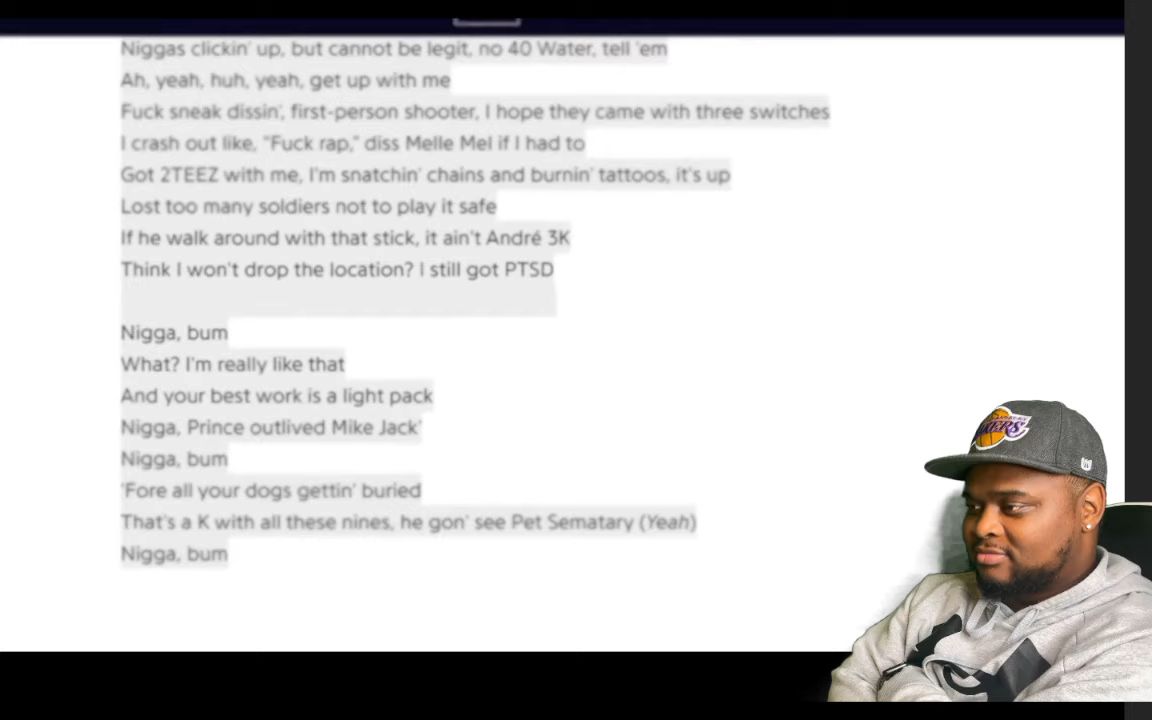 Niggas clickin' up, but cannot be legit, no 40 Water, tell 'em
Ah, yeah, huh, yeah, get up with me
Fuck sneak dissin', first-person shooter, I hope they came with three switches
I crash out like, "Fuck rap," diss Melle Mel if I had to
Got 2TEEZ with me, I'm snatchin' chains and burnin' tattoos, it's up
Lost too many soldiers not to play it safe
If he walk around with that stick, it ain't André 3K
Think I won't drop the location? I still got PTSD
Nigga, bum
What? I'm really like that
And your best work is a light pack
Nigga, Prince outlived Mike Jack'
Nigga, bum
'Fore all your dogs gettin' buried
That's a K with all these nines, he gon' see Pet Sematary (Yeah)
Nigga, bum
LAKERS